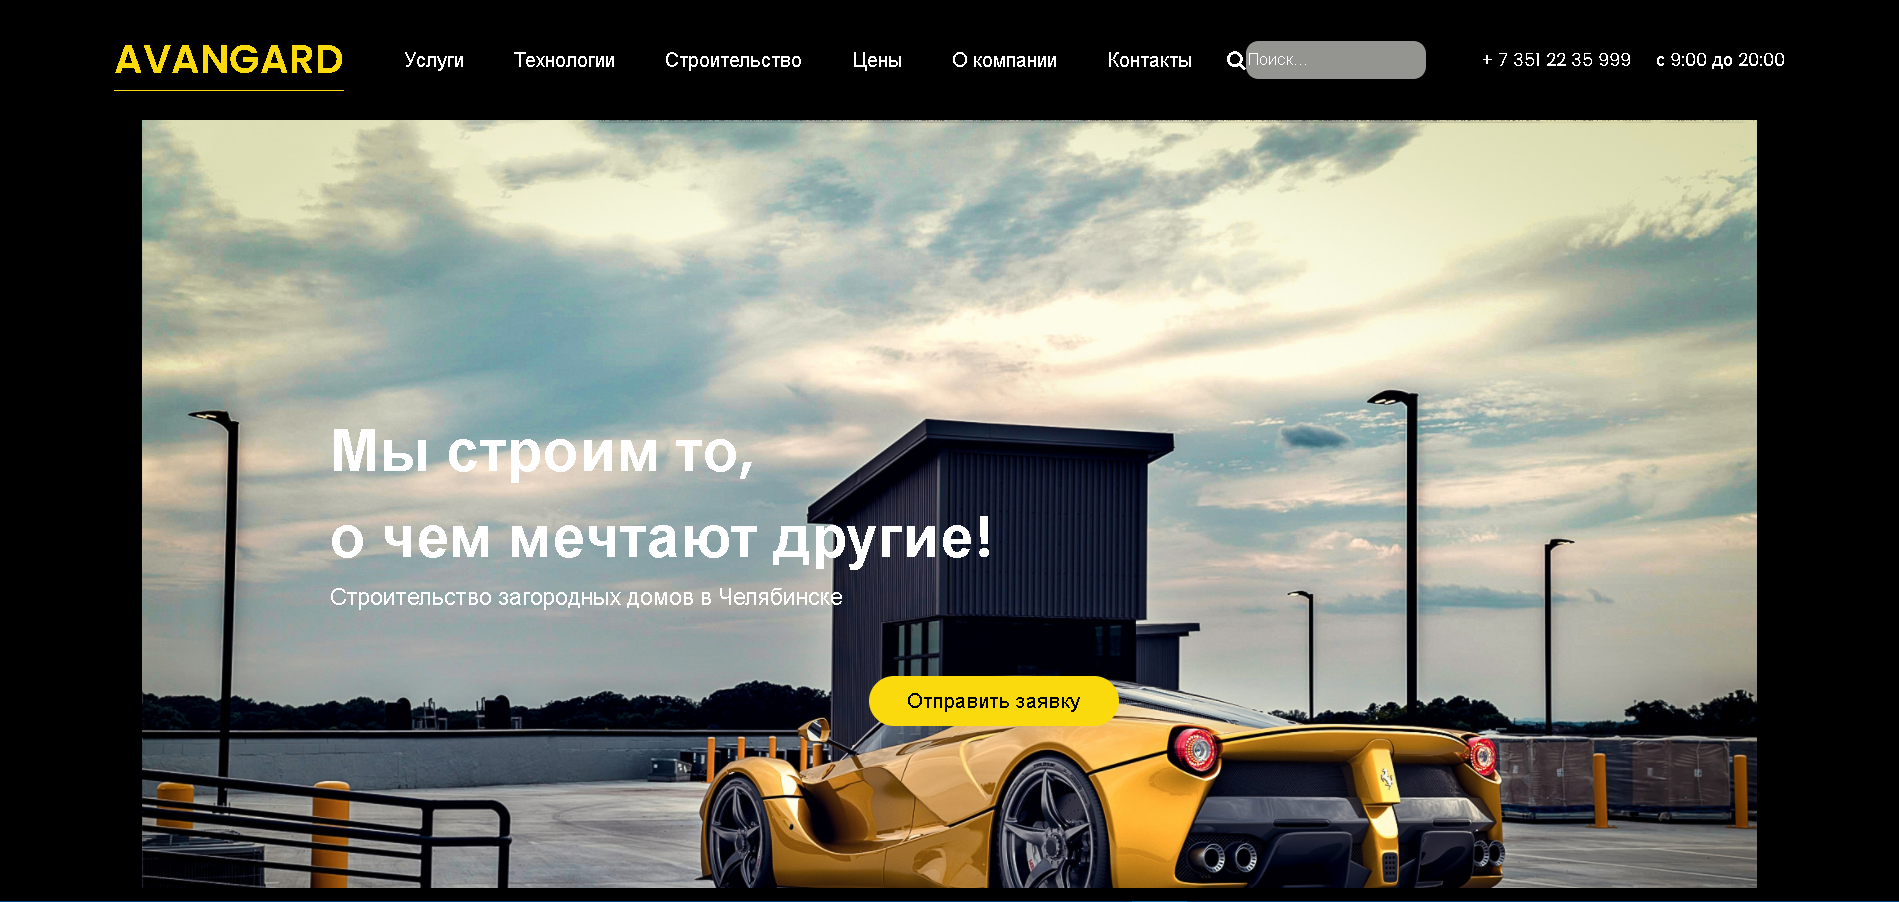 AVANGARD
Услуги Технологии Строительство Цены О компании Контакты Поиск... + 7 351 22 35 999 с 9:00 до 20:00
Мы строим то,
о чем мечтают другие!
Строительство загородных домов в Челябинске
Отправить заявку